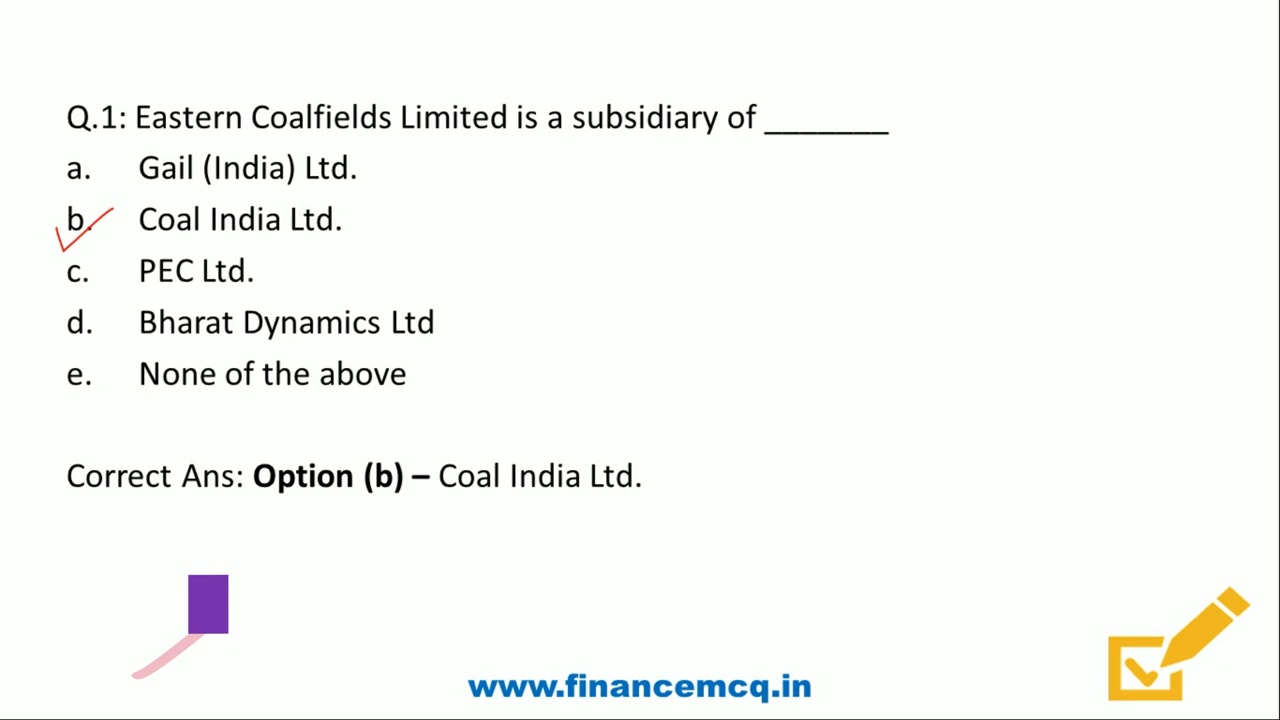 Q.1: Eastern Coalfields Limited is a subsidiary of _______
a. Gail (India) Ltd.
b. Coal India Ltd.
c. PEC Ltd.
d. Bharat Dynamics Ltd
e. None of the above
Correct Ans: Option (b) – Coal India Ltd.
www.financemcq.in